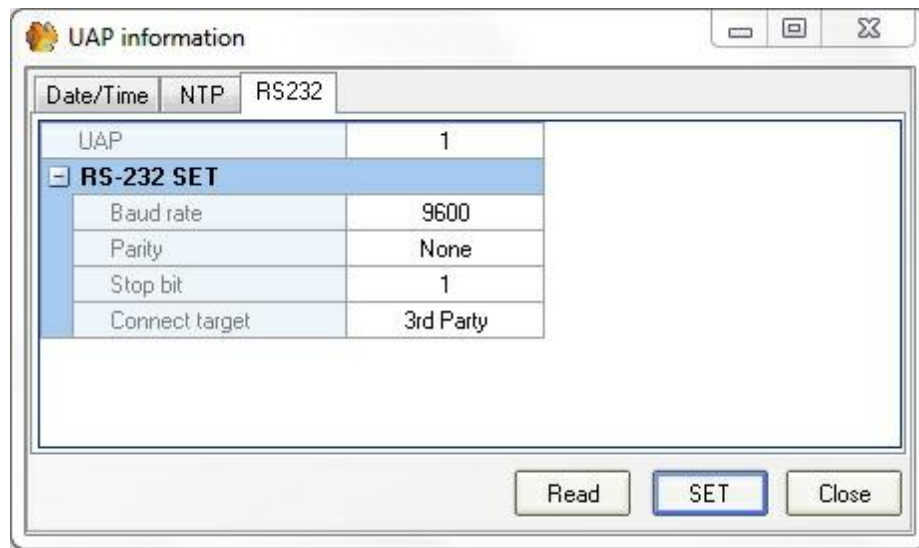 UAP information
Date/Time NTP RS232
UAP 1
RS-232 SET
Baud rate 9600
Parity None
Stop bit 1
Connect target 3rd Party
Read SET Close